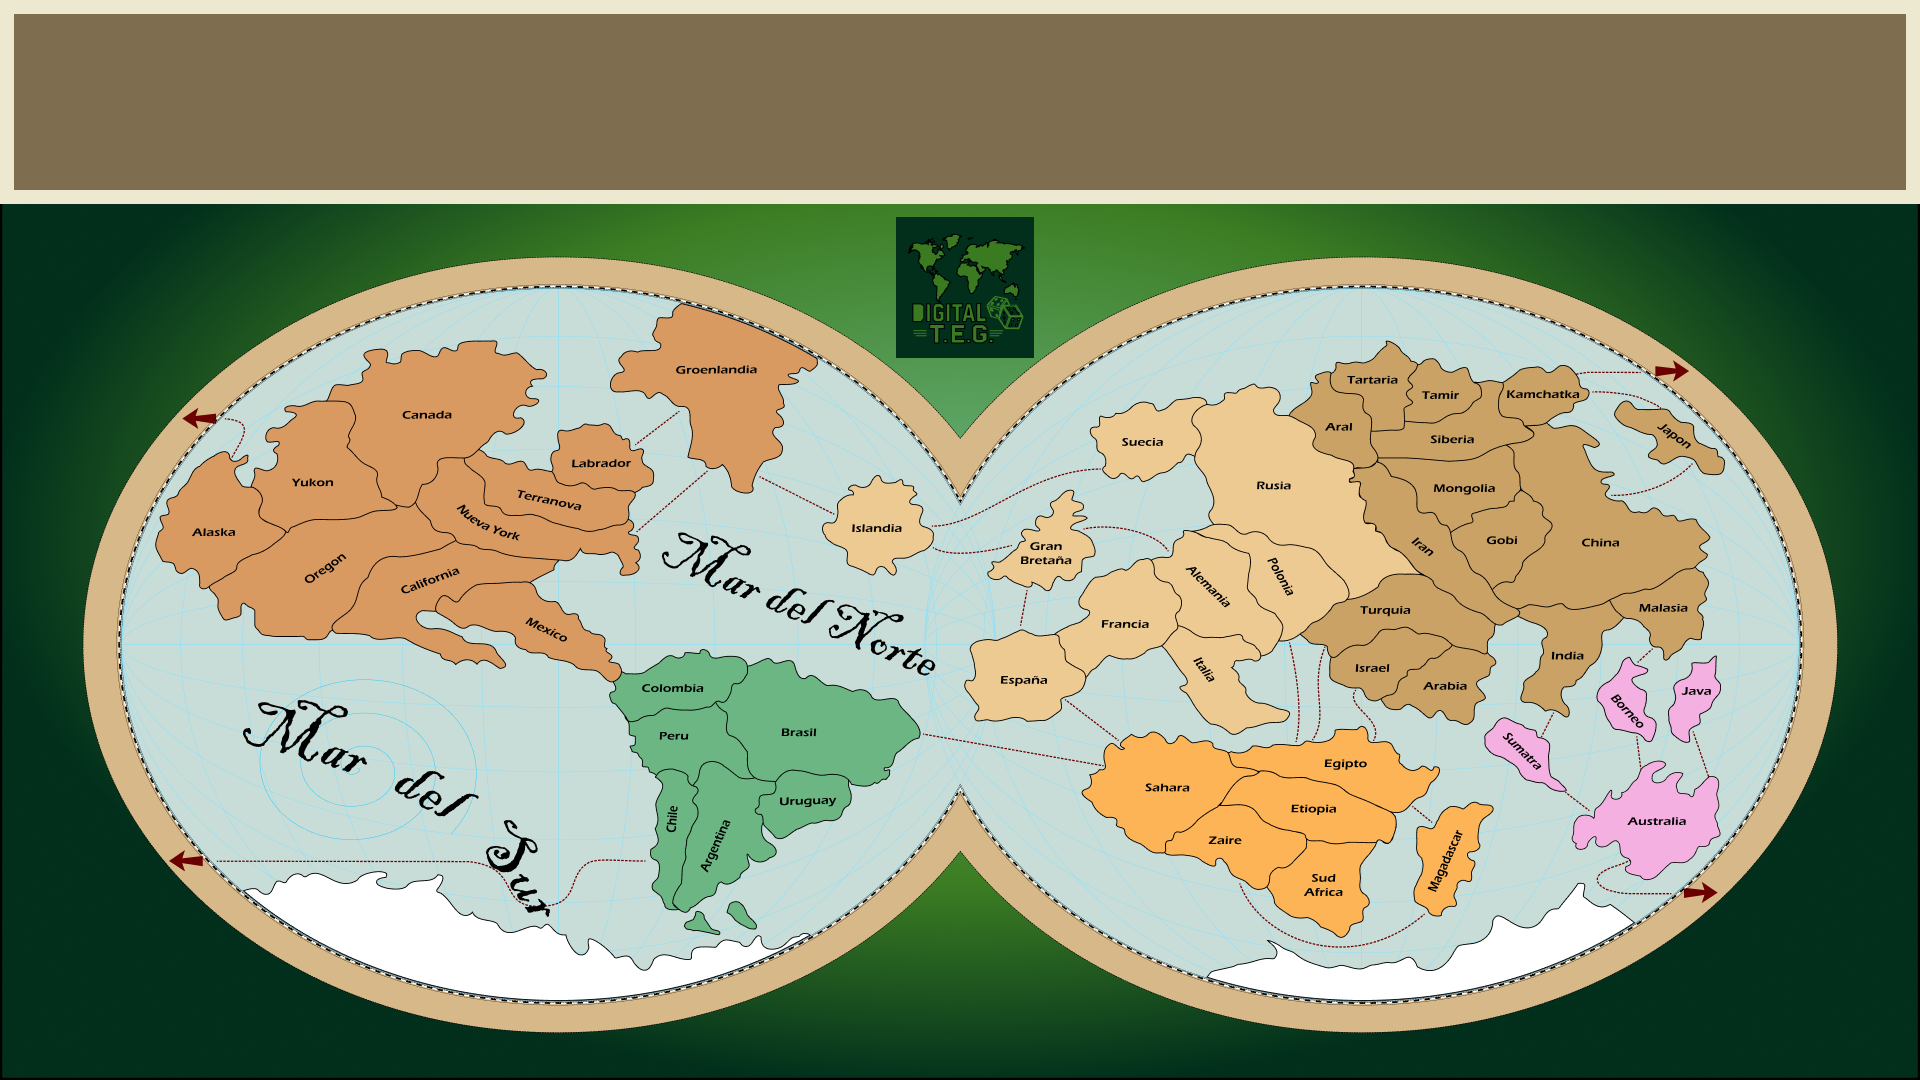 DIGITAL
T.E.G.
Groenlandia
Canada
Labrador
Yukon
Terranova
Nueva York
Alaska
Oregon
California
Mexico
Islandia
Mar del Norte
Mar del Sur
Colombia
Peru
Brasil
Chile
Argentina
Uruguay
Suecia
Rusia
Gran
Bretaña
Alemania
Polonia
Francia
Italia
España
Tartaria
Tamir
Kamchatka
Aral
Siberia
Japon
Mongolia
Gobi
China
Iran
Turquia
Malasia
Israel
Arabia
India
Borneo
Java
Sumatra
Australia
Sahara
Egipto
Etiopia
Zaire
Sud
Africa
Magadascar